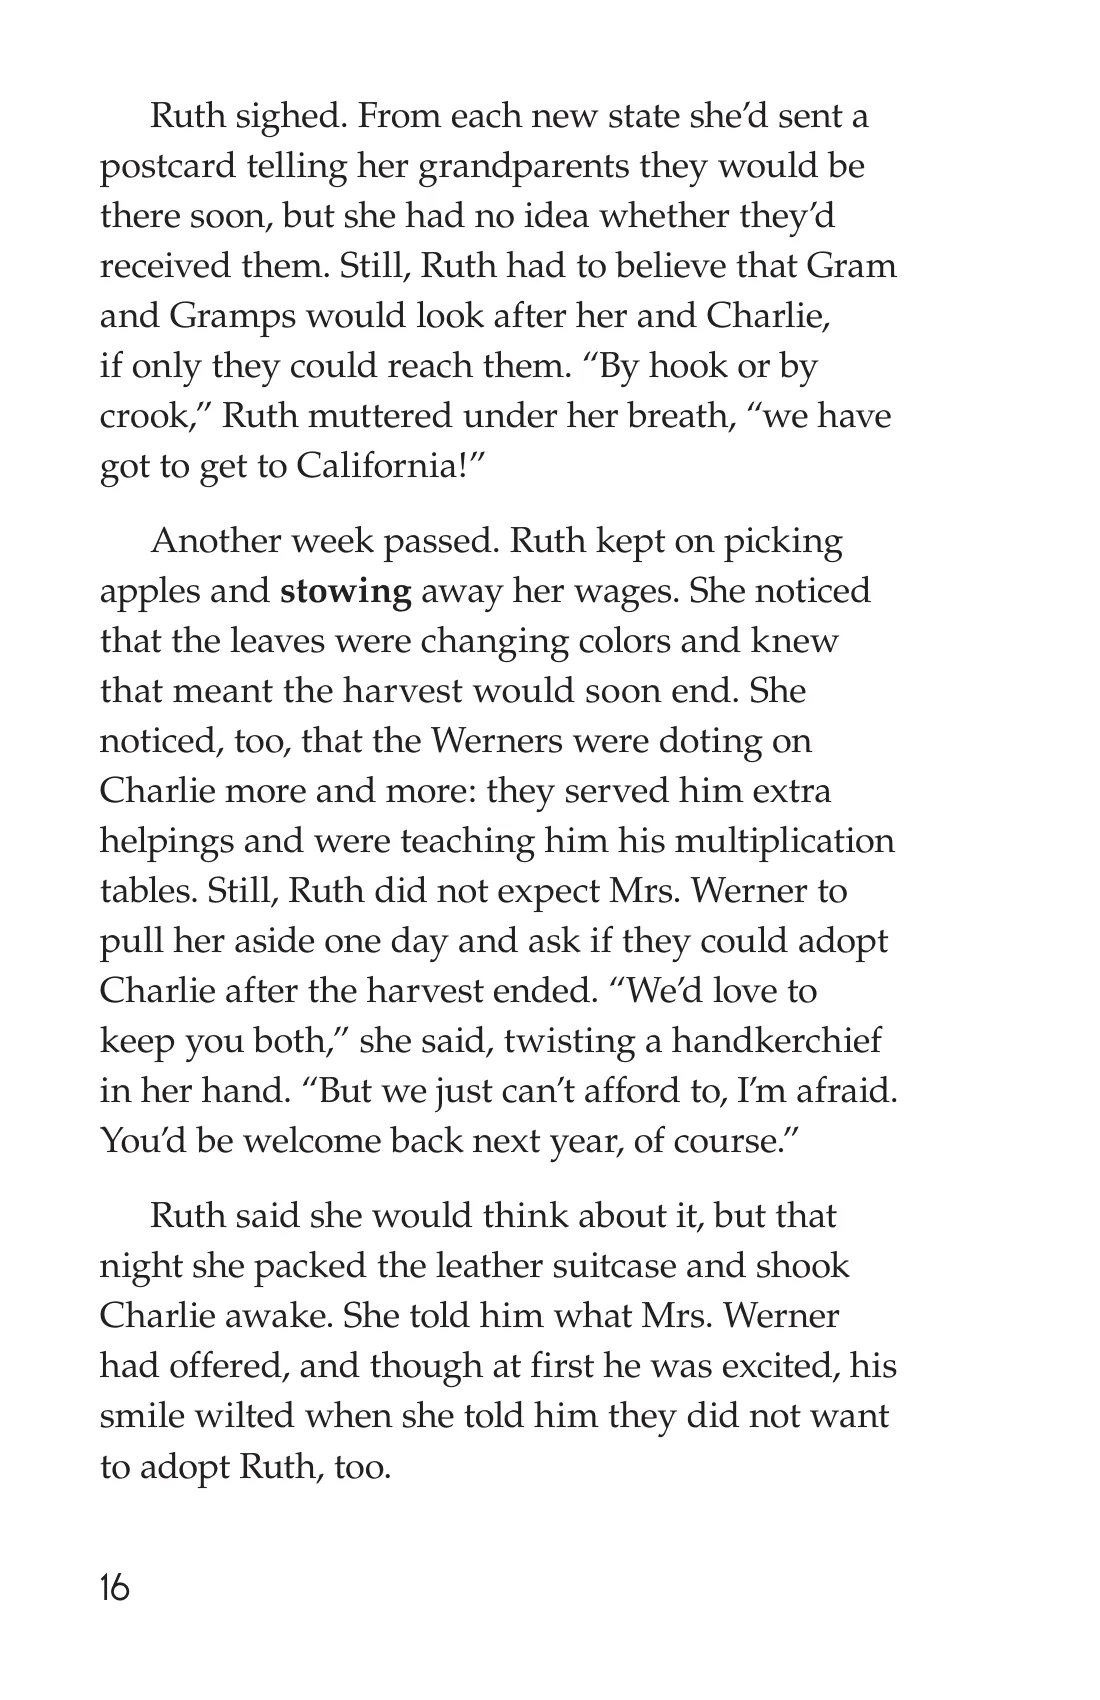 Ruth sighed. From each new state she’d sent a
postcard telling her grandparents they would be
there soon, but she had no idea whether they’d
received them. Still, Ruth had to believe that Gram
and Gramps would look after her and Charlie,
if only they could reach them. “By hook or by
crook,” Ruth muttered under her breath, “we have
got to get to California!”
Another week passed. Ruth kept on picking
apples and stowing away her wages. She noticed
that the leaves were changing colors and knew
that meant the harvest would soon end. She
noticed, too, that the Werners were doting on
Charlie more and more: they served him extra
helpings and were teaching him his multiplication
tables. Still, Ruth did not expect Mrs. Werner to
pull her aside one day and ask if they could adopt
Charlie after the harvest ended. “We’d love to
keep you both,” she said, twisting a handkerchief
in her hand. “But we just can’t afford to, I’m afraid.
You’d be welcome back next year, of course.”
Ruth said she would think about it, but that
night she packed the leather suitcase and shook
Charlie awake. She told him what Mrs. Werner
had offered, and though at first he was excited, his
smile wilted when she told him they did not want
to adopt Ruth, too.
16